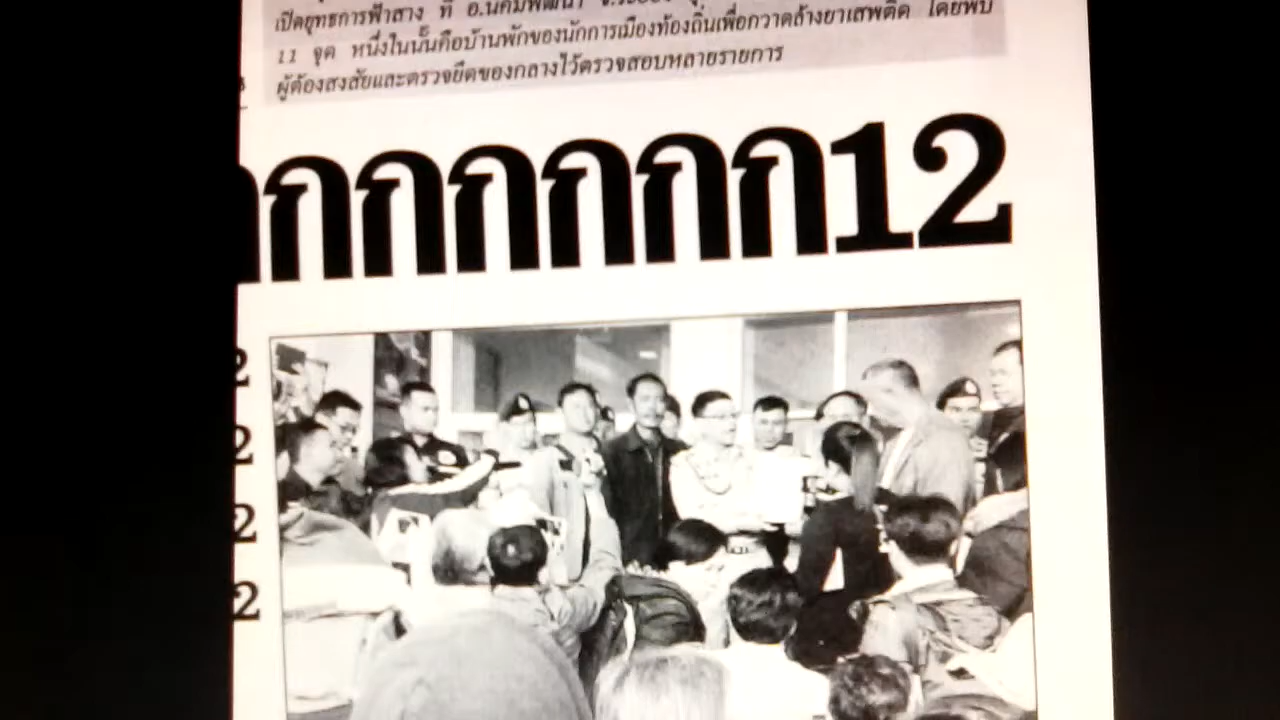 เปิดยุทธการฟ้าสาง ที่ อ.นิคมพัฒนา
11 จุด หนึ่งในนั้นคือบ้านพักของนักการเมืองท้องถิ่นเพื่อกวาดล้างยาเสพติด โดยพบ
ผู้ต้องสงสัยและตรวจยึดของกลางไว้ตรวจสอบหลายรายการ
กกกกกก12
2
2
2
2